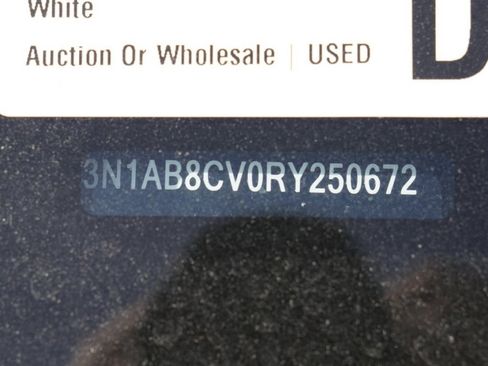 White
Auction Or Wholesale | USED
D
3N1AB8CV0RY250672